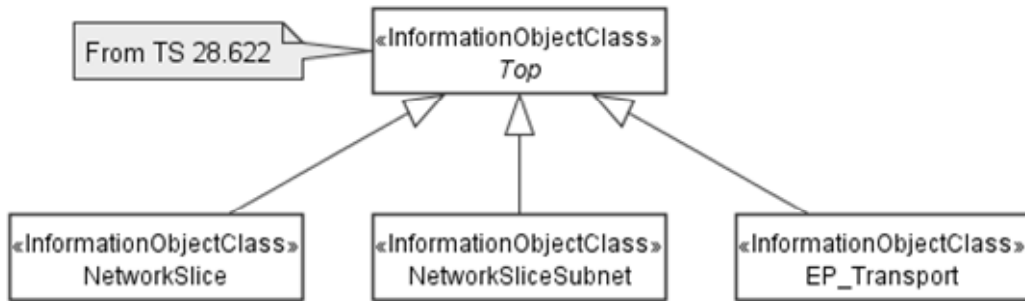 From TS 28.622
«InformationObjectClass»
Top
«InformationObjectClass»
NetworkSlice
«InformationObjectClass»
NetworkSliceSubnet
«InformationObjectClass»
EP_Transport